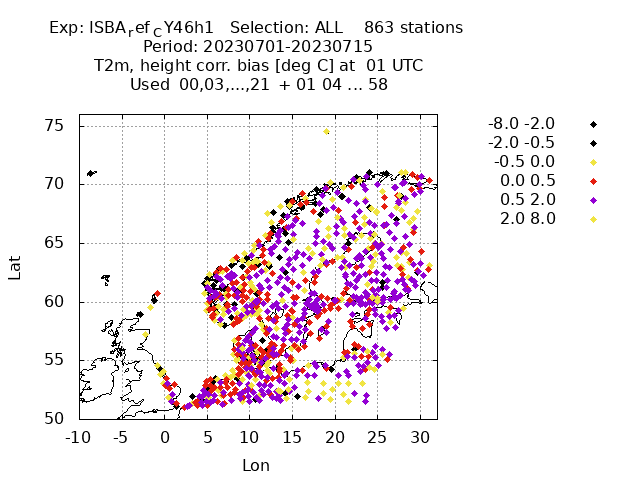 Exp: ISBA_ref_CY46h1 Selection: ALL 863 stations
Period: 20230701-20230715
T2m, height corr. bias [deg C] at 01 UTC
Used 00,03,...,21 + 01 04 ... 58
-8.0 -2.0
-2.0 -0.5
-0.5 0.0
0.0 0.5
0.5 2.0
2.0 8.0
75
70
65
60
55
50
Lat
-10 -5 0 5 10 15 20 25 30
Lon